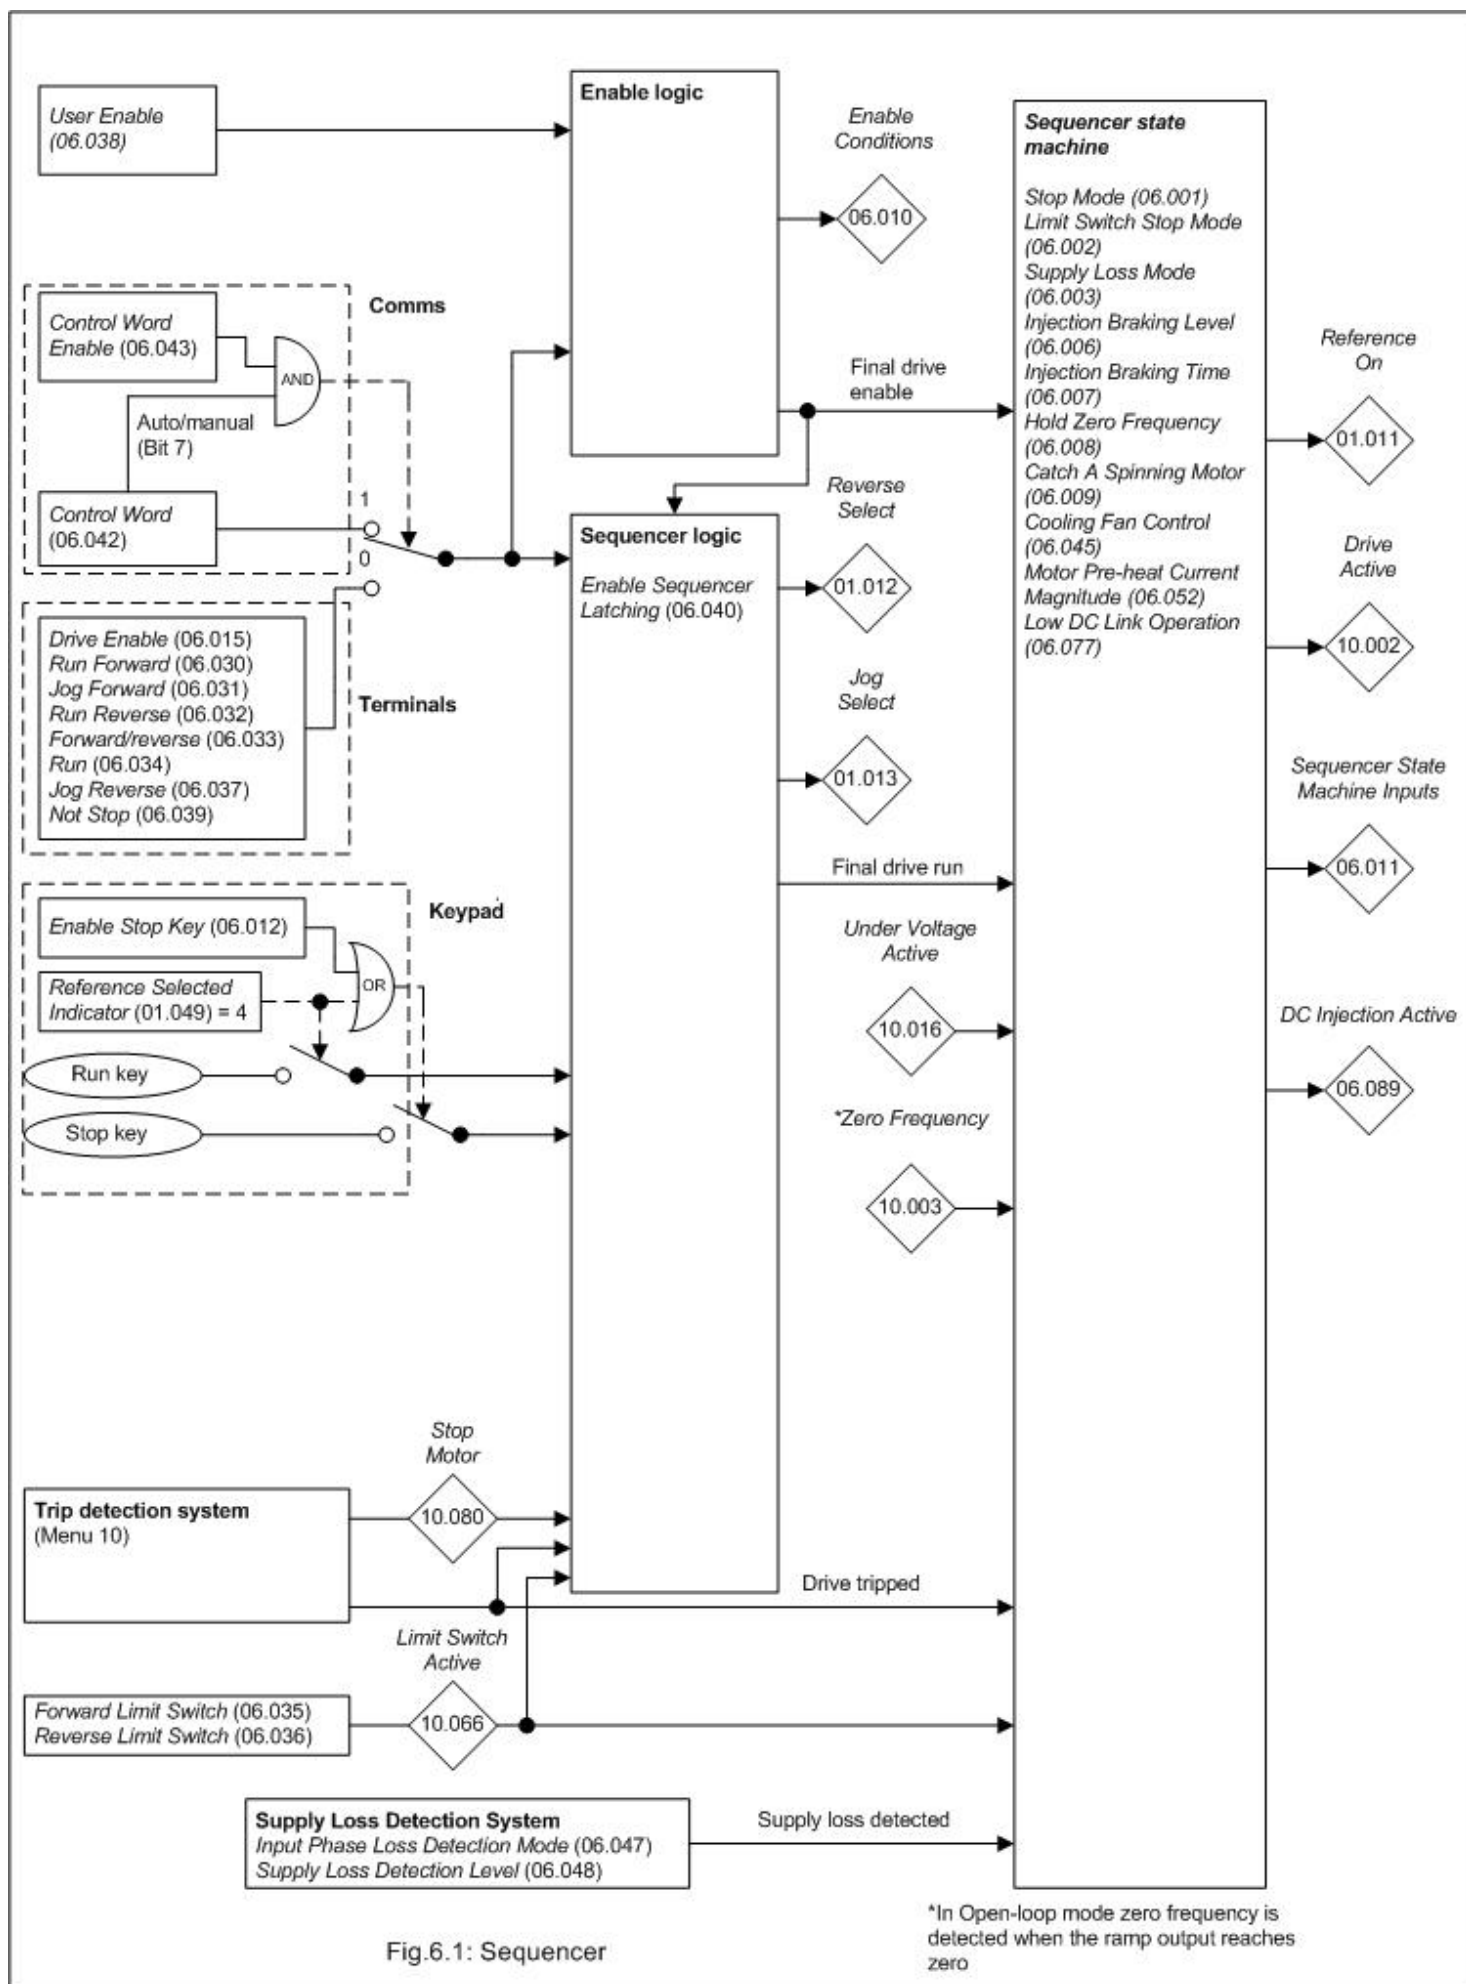 User Enable
(06.038)
Enable logic
Enable
Conditions
06.010
Sequencer state
machine
Stop Mode (06.001)
Limit Switch Stop Mode
(06.002)
Supply Loss Mode
(06.003)
Injection Braking Level
(06.006)
Injection Braking Time
(06.007)
Hold Zero Frequency
(06.008)
Catch A Spinning Motor
(06.009)
Cooling Fan Control
(06.045)
Motor Pre-heat Current
Magnitude (06.052)
Low DC Link Operation
(06.077)
Reference
On
01.011
Drive
Active
10.002
Sequencer State
Machine Inputs
06.011
DC Injection Active
06.089
Comms
Control Word
Enable (06.043)
AND
Auto/manual
(Bit 7)
Control Word
(06.042)
1
0
Final drive
enable
Sequencer logic
Enable Sequencer
Latching (06.040)
Reverse
Select
01.012
Jog
Select
01.013
Drive Enable (06.015)
Run Forward (06.030)
Jog Forward (06.031)
Run Reverse (06.032)
Forward/reverse (06.033)
Run (06.034)
Jog Reverse (06.037)
Not Stop (06.039)
Terminals
Final drive run
Keypad
Enable Stop Key (06.012)
Reference Selected
Indicator (01.049) = 4
OR
Run key
Stop key
Under Voltage
Active
10.016
*Zero Frequency
10.003
Stop
Motor
10.080
Trip detection system
(Menu 10)
Drive tripped
Limit Switch
Active
10.066
Forward Limit Switch (06.035)
Reverse Limit Switch (06.036)
Supply Loss Detection System
Input Phase Loss Detection Mode (06.047)
Supply Loss Detection Level (06.048)
Supply loss detected
*In Open-loop mode zero frequency is
detected when the ramp output reaches
zero
Fig.6.1: Sequencer